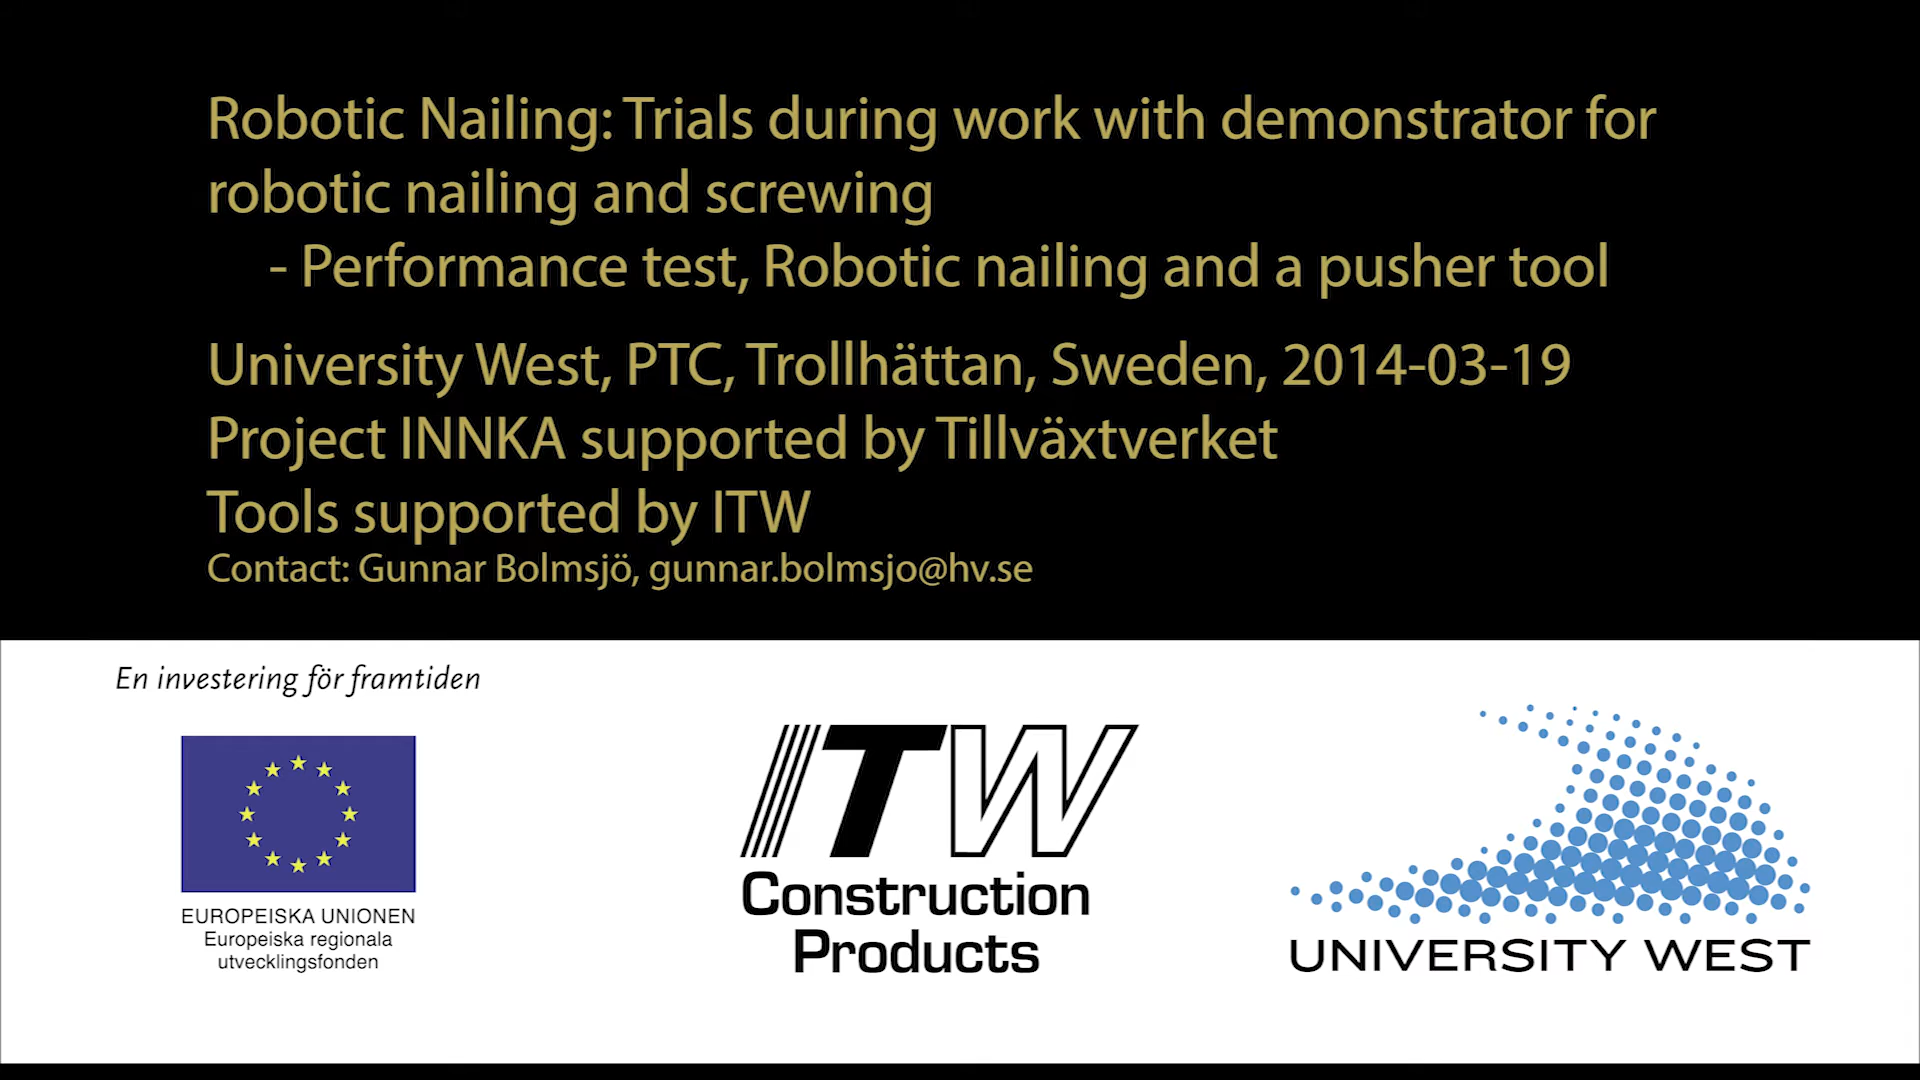 Robotic Nailing: Trials during work with demonstrator for
robotic nailing and screwing
- Performance test, Robotic nailing and a pusher tool
University West, PTC, Trollhättan, Sweden, 2014-03-19
Project INNKA supported by Tillväxtverket
Tools supported by ITW
Contact: Gunnar Bolmsjö, gunnar.bolmsjo@hv.se
En investering för framtiden
EUROPEISKA UNIONEN
Europeiska regionala
utvecklingsfonden
ITW
Construction
Products
UNIVERSITY WEST